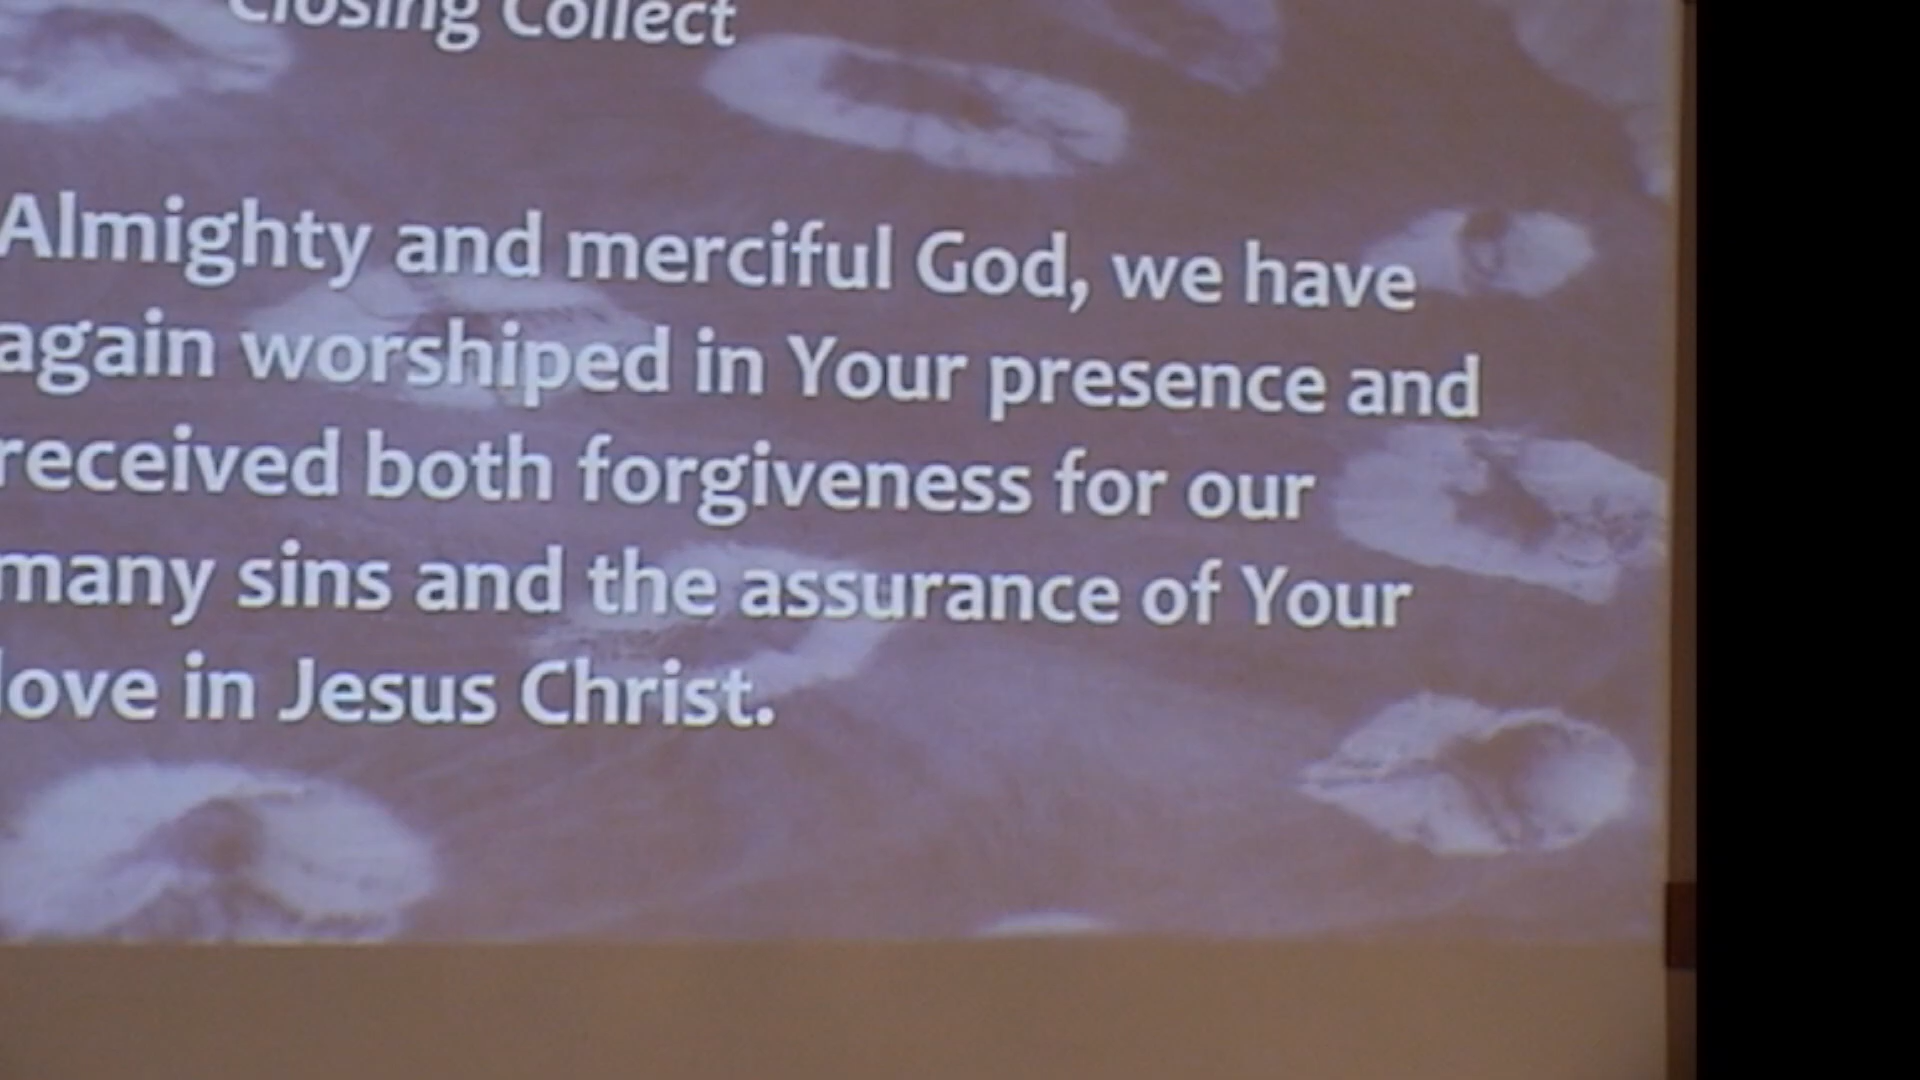 Closing Collect
Almighty and merciful God, we have
again worshiped in Your presence and
received both forgiveness for our
many sins and the assurance of Your
love in Jesus Christ.